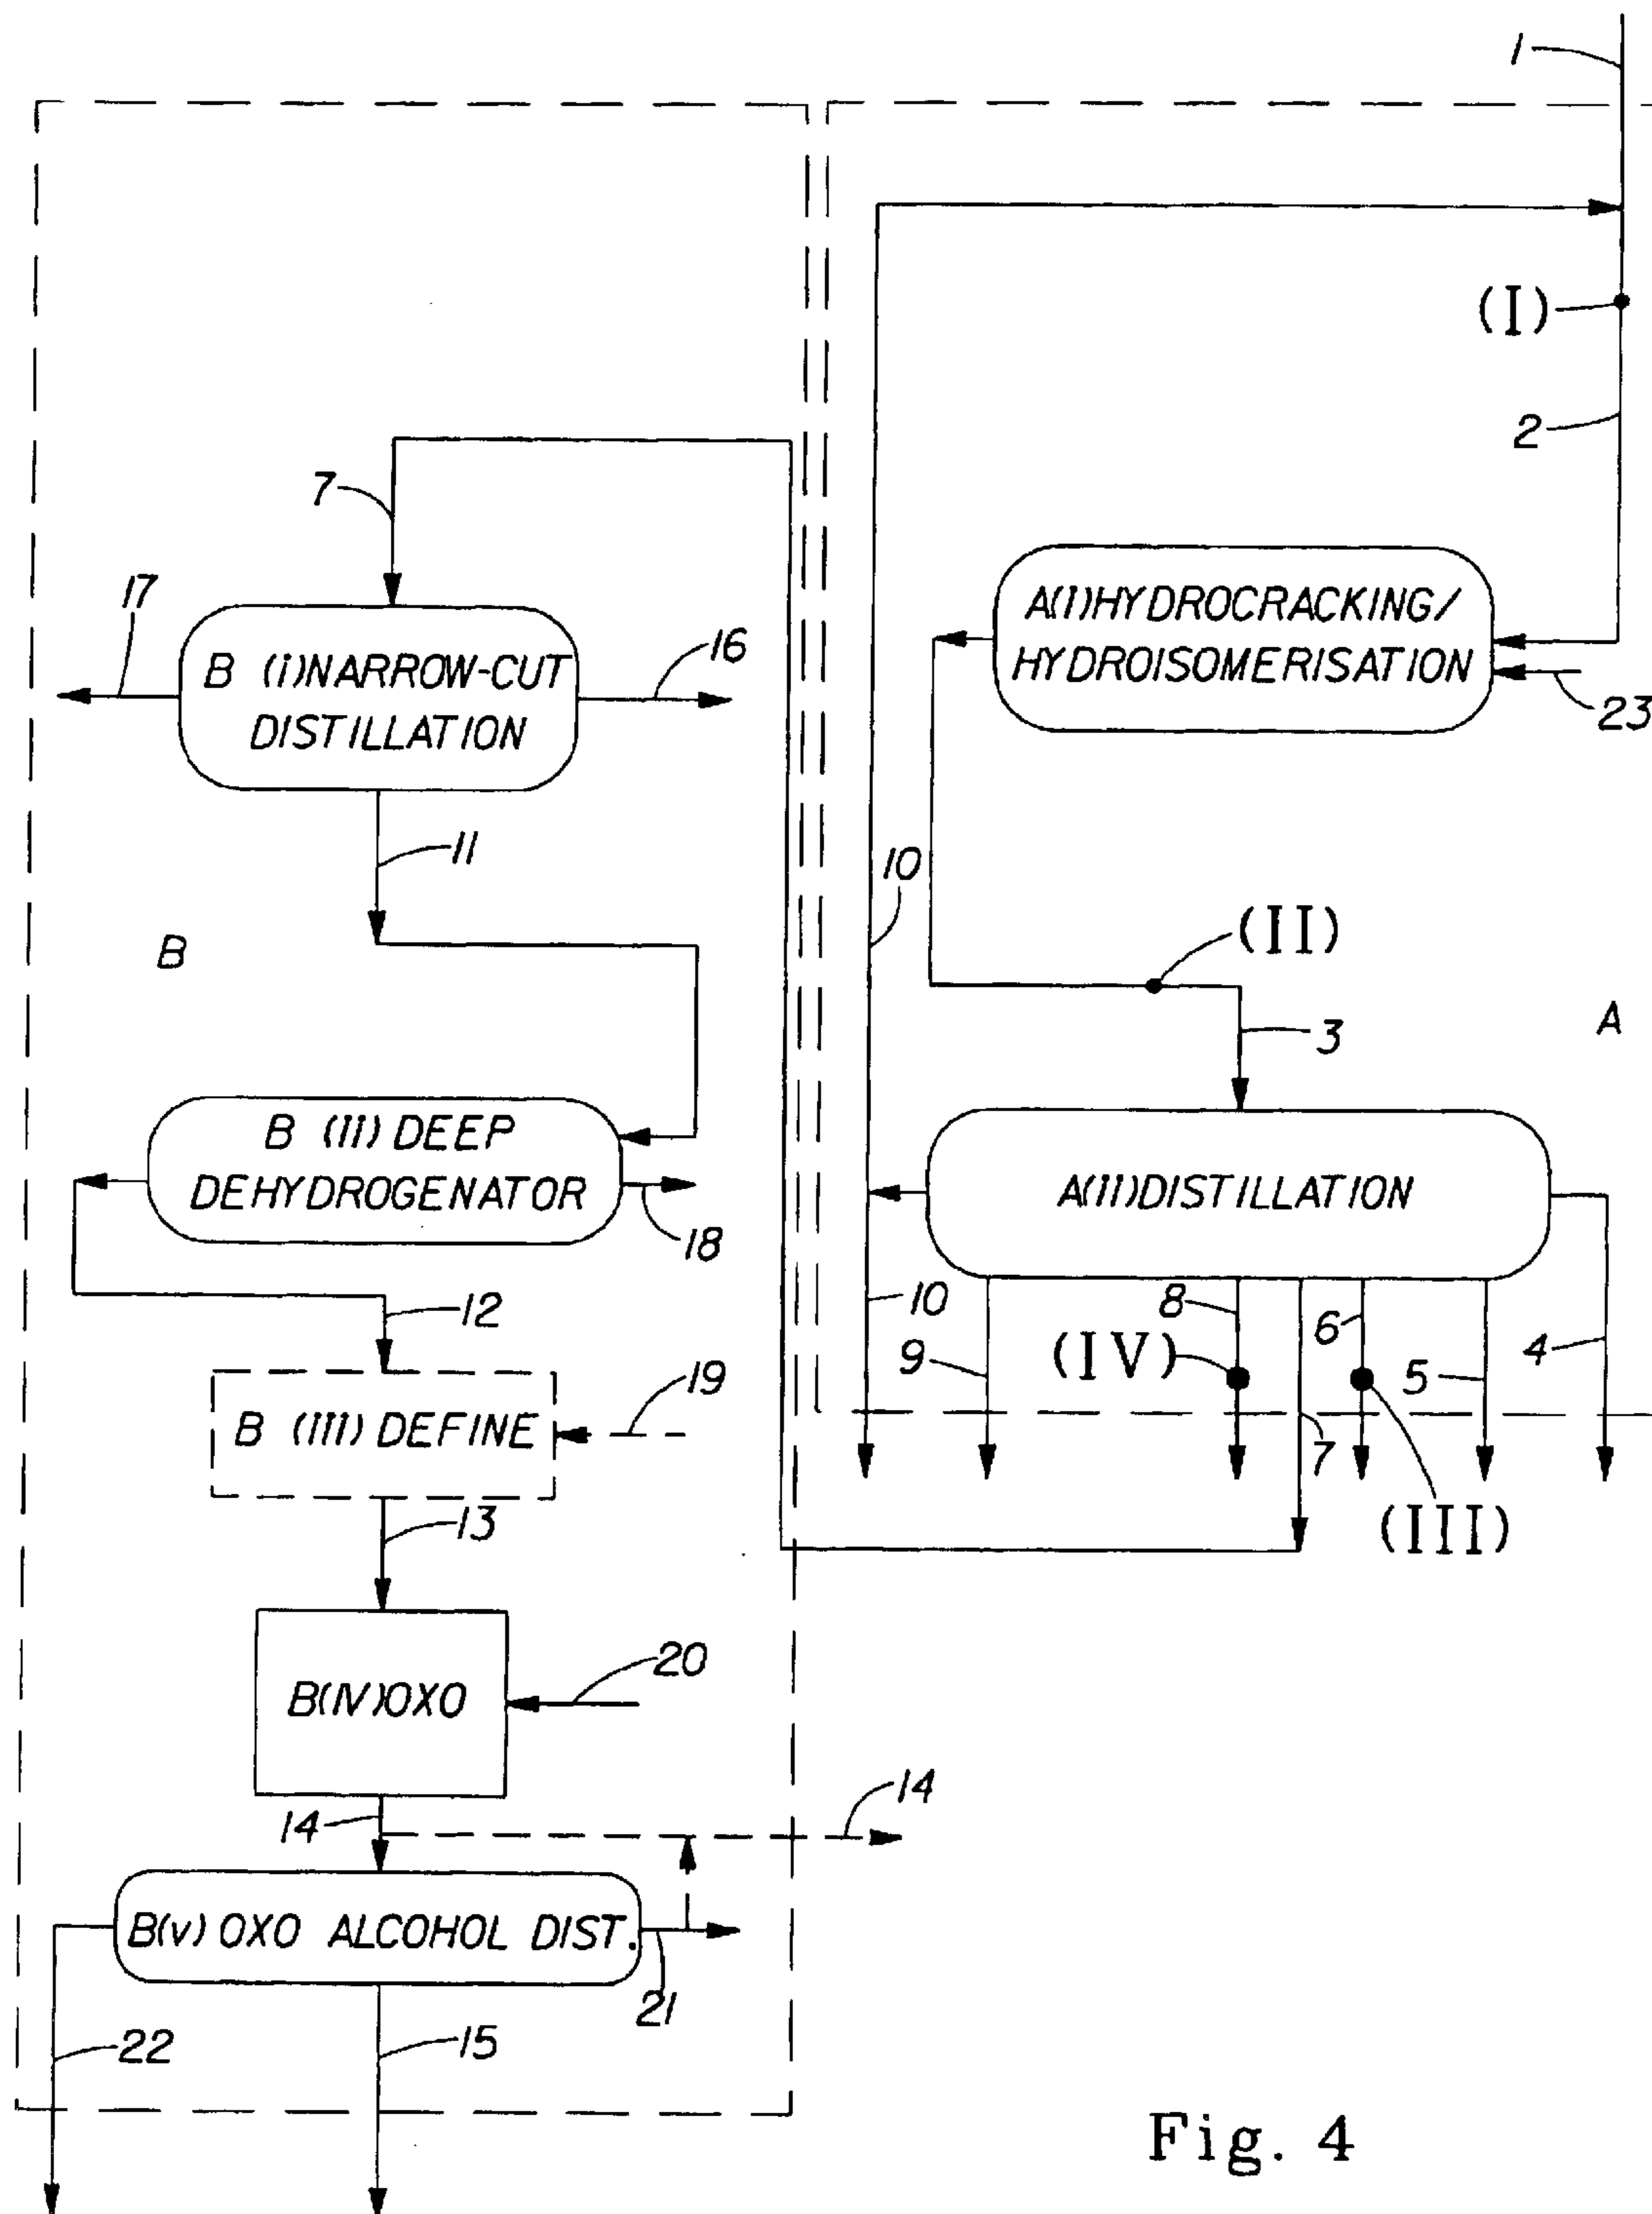 1
(I)
2
7
17
A(I)HYDROCRACKING/
HYDROISOMERISATION
B (i)NARROW-CUT
DISTILLATION
16
23
11
10
(II)
B
3
A
B (II) DEEP
DEHYDROGENATOR
A(II)DISTILLATION
18
12
10
8
6
9
(IV)
5
4
19
B (III) DEFINE
7
13
(III)
20
B(IV)OXO
14
14
B(v) OXO ALCOHOL DIST.
21
22
15
Fig. 4